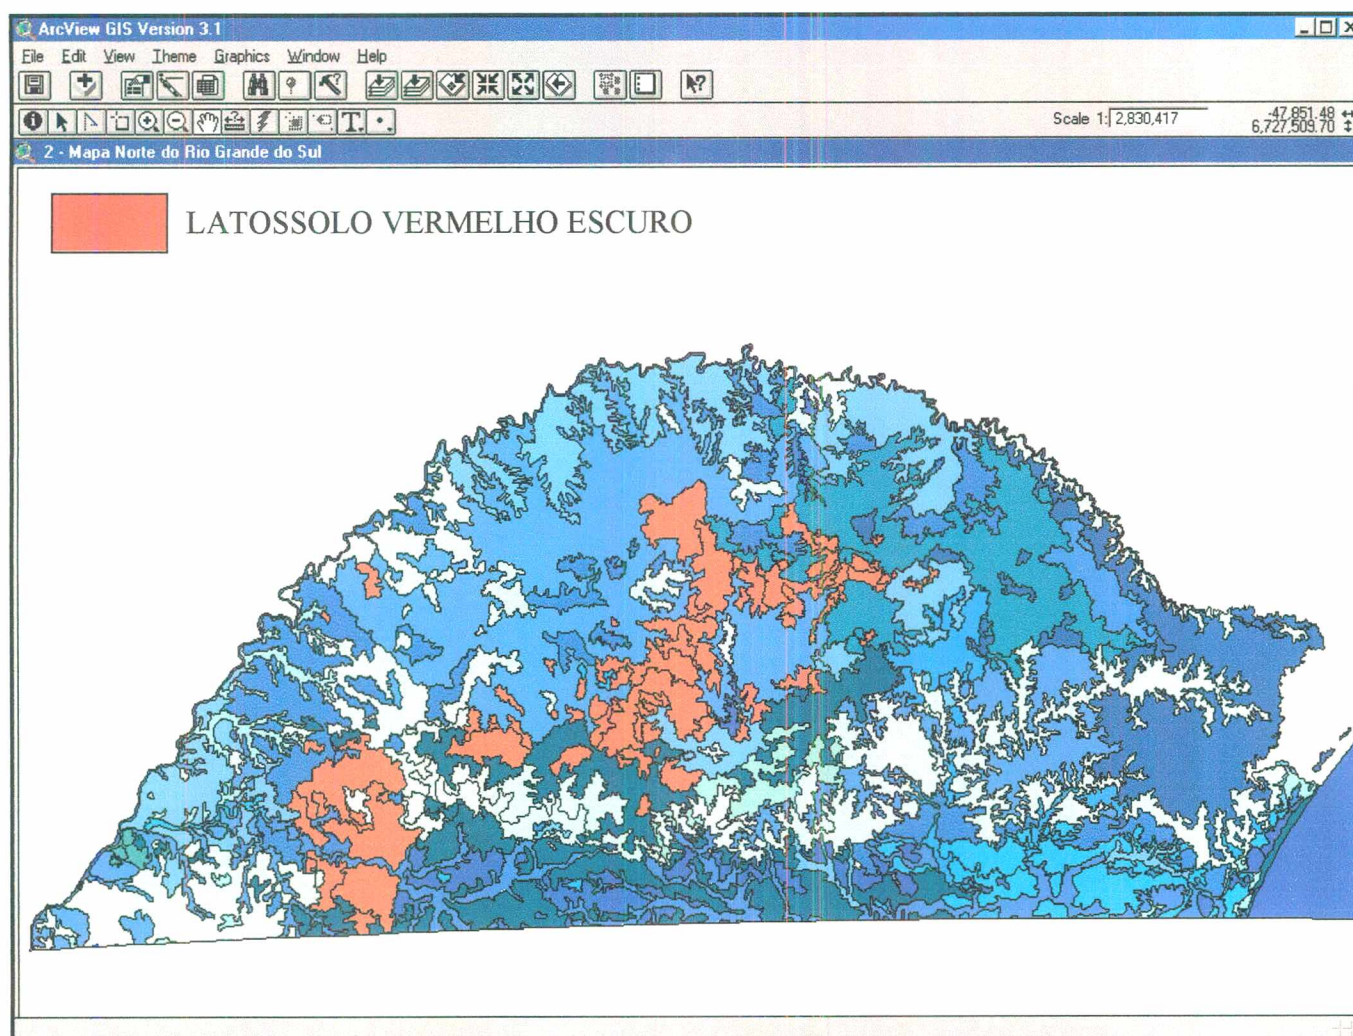 ArcView GIS Version 3.1
File Edit View Theme Graphics Window Help
Scale 1: 2,830,417
-47,851.48
6,727,509.70
2 - Mapa Norte do Rio Grande do Sul
LATOSSOLO VERMELHO ESCURO